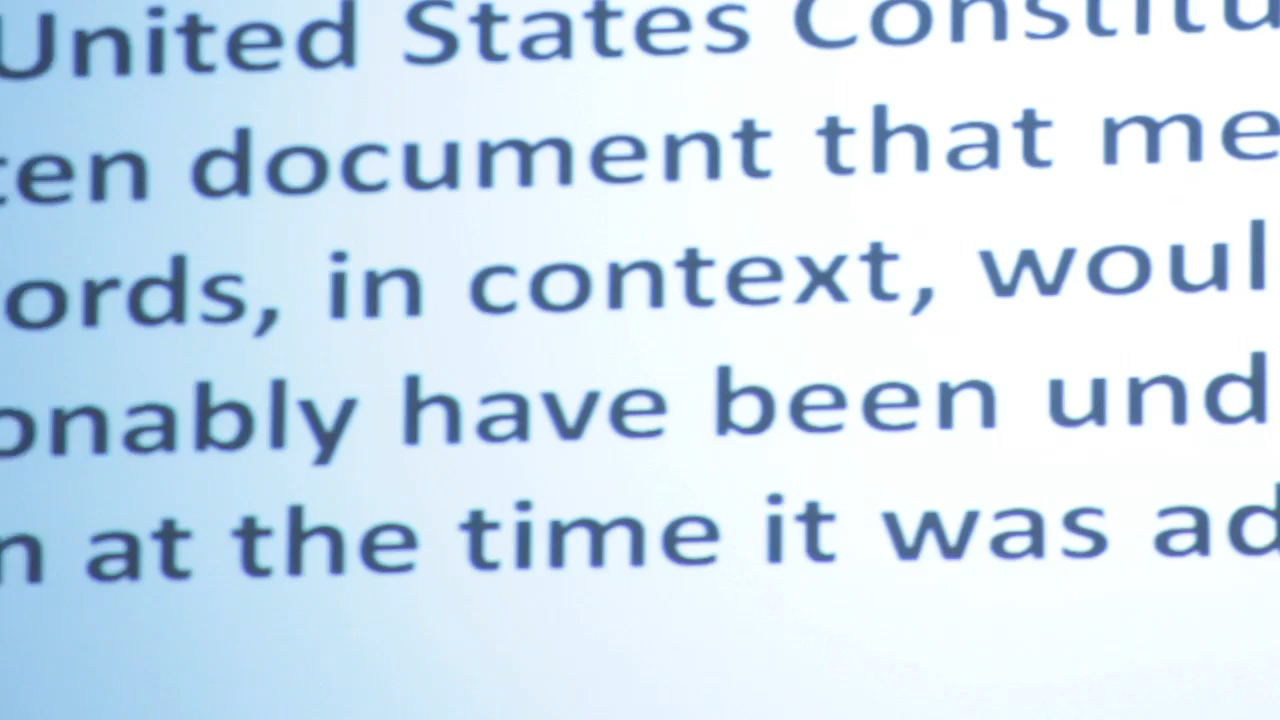 United States Constitu
ten document that me
ords, in context, woul
onably have been und
n at the time it was ad